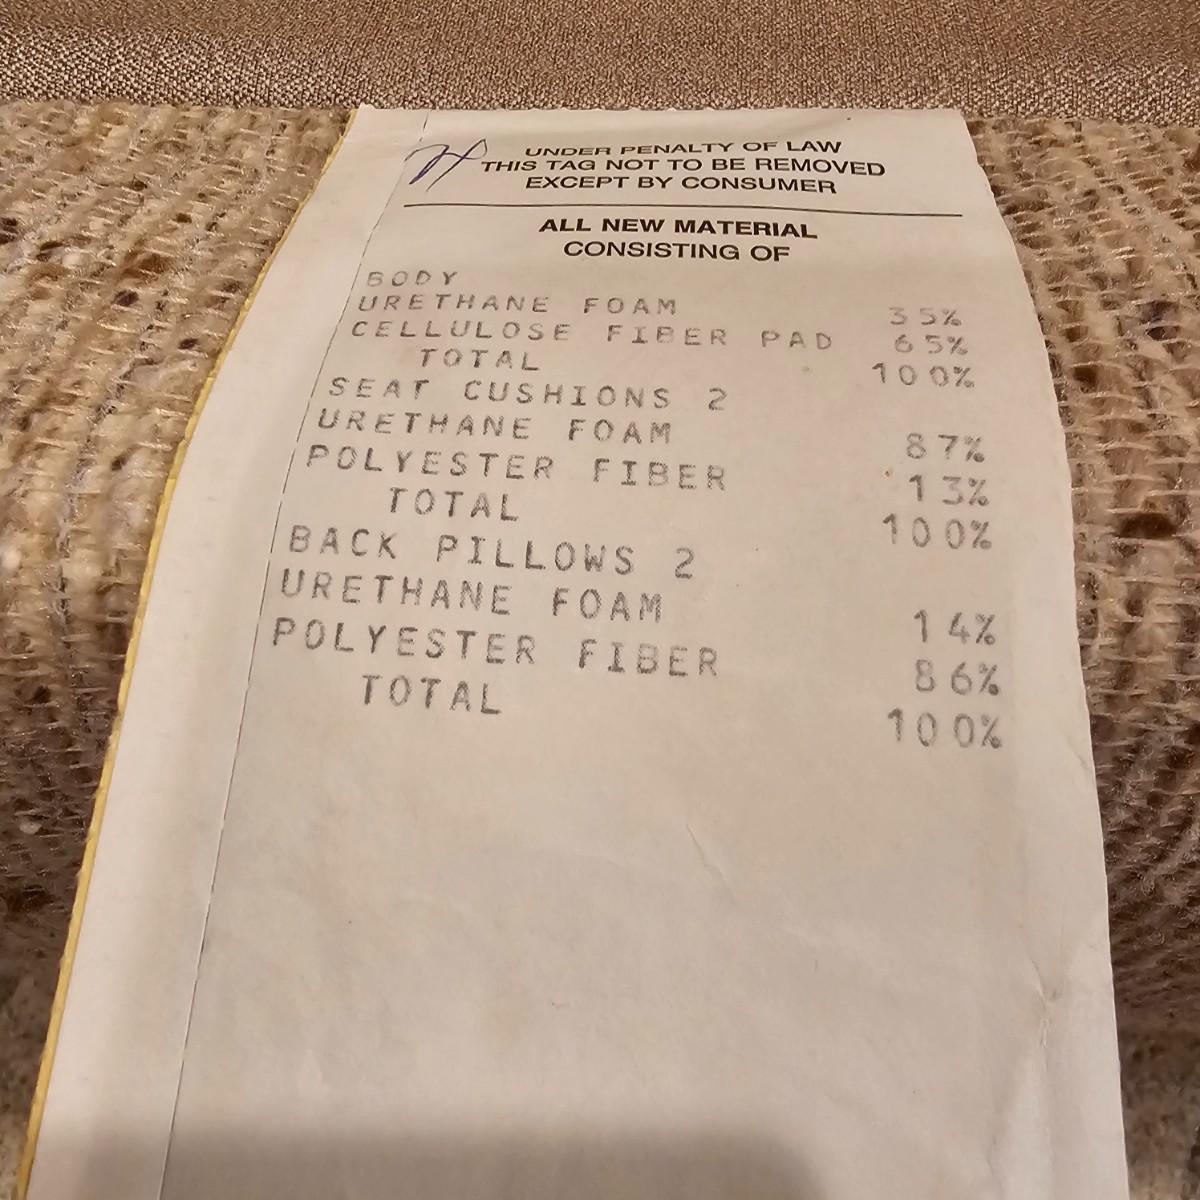 UNDER PENALTY OF LAW
THIS TAG NOT TO BE REMOVED
EXCEPT BY CONSUMER
ALL NEW MATERIAL
CONSISTING OF
BODY
URETHANE FOAM 35%
CELLULOSE FIBER PAD 65%
TOTAL 100%
SEAT CUSHIONS 2
URETHANE FOAM 87%
POLYESTER FIBER 13%
TOTAL 100%
BACK PILLOWS 2
URETHANE FOAM 14%
POLYESTER FIBER 86%
TOTAL 100%